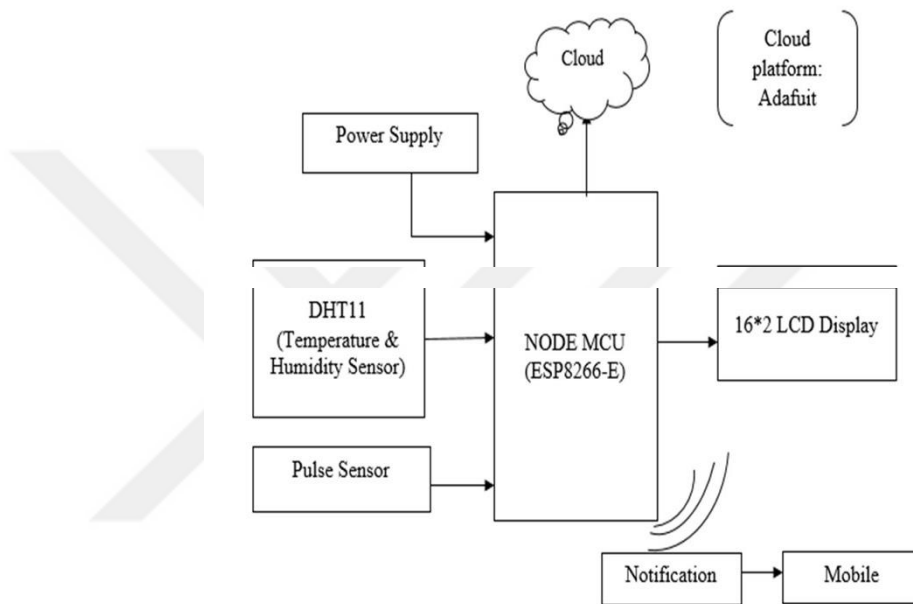 Cloud
Cloud
platform:
Adafuit
Power Supply
DHT11
(Temperature &
Humidity Sensor)
NODE MCU
(ESP8266-E)
16*2 LCD Display
Pulse Sensor
Notification
Mobile